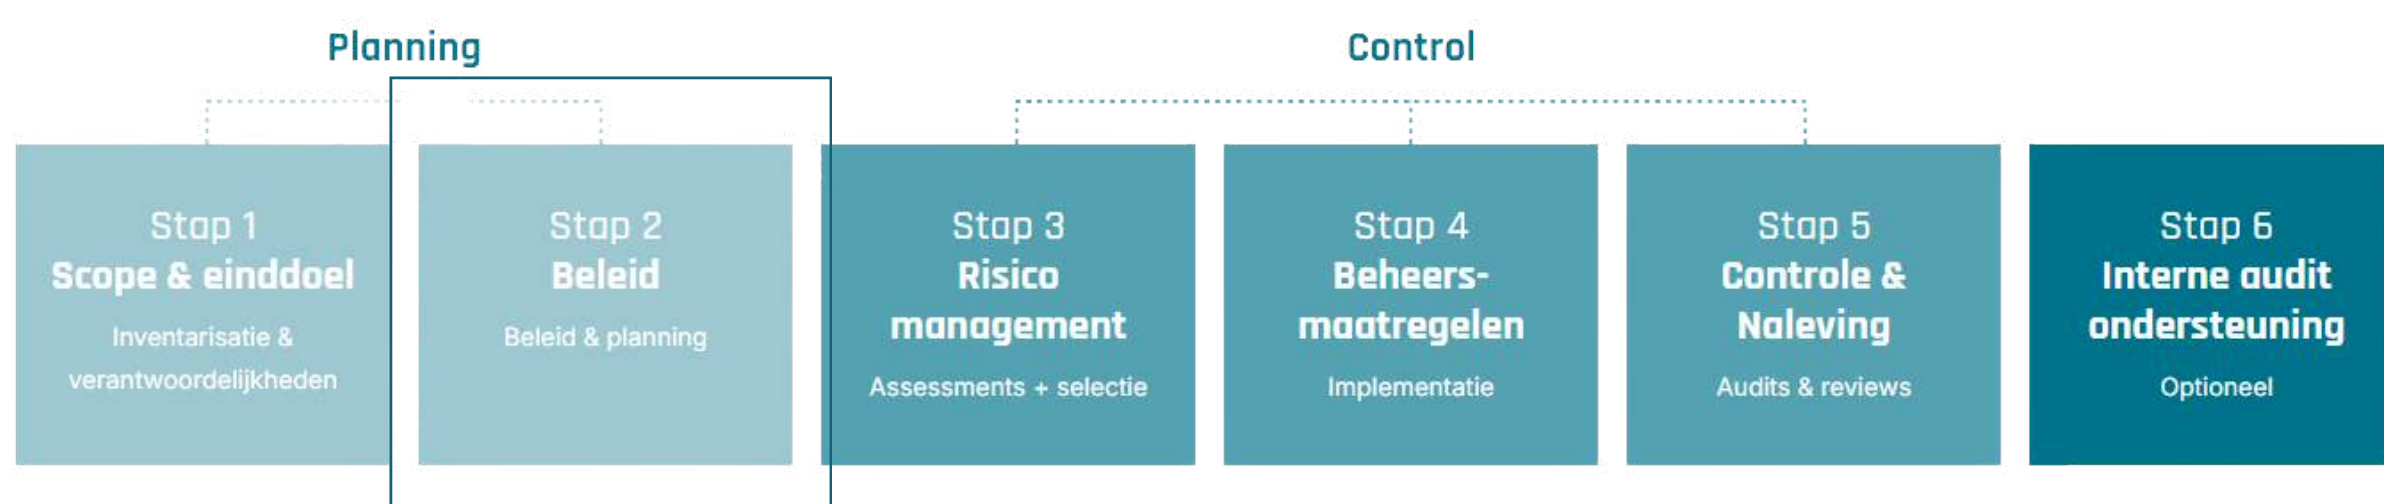 Planning
Control
Stap 1
Scope & einddoel
Inventarisatie &
verantwoordelijkheden
Stap 2
Beleid
Beleid & planning
Stap 3
Risico
management
Assessments + selectie
Stap 4
Beheers-
maatregelen
Implementatie
Stap 5
Controle &
Naleving
Audits & reviews
Stap 6
Interne audit
ondersteuning
Optioneel